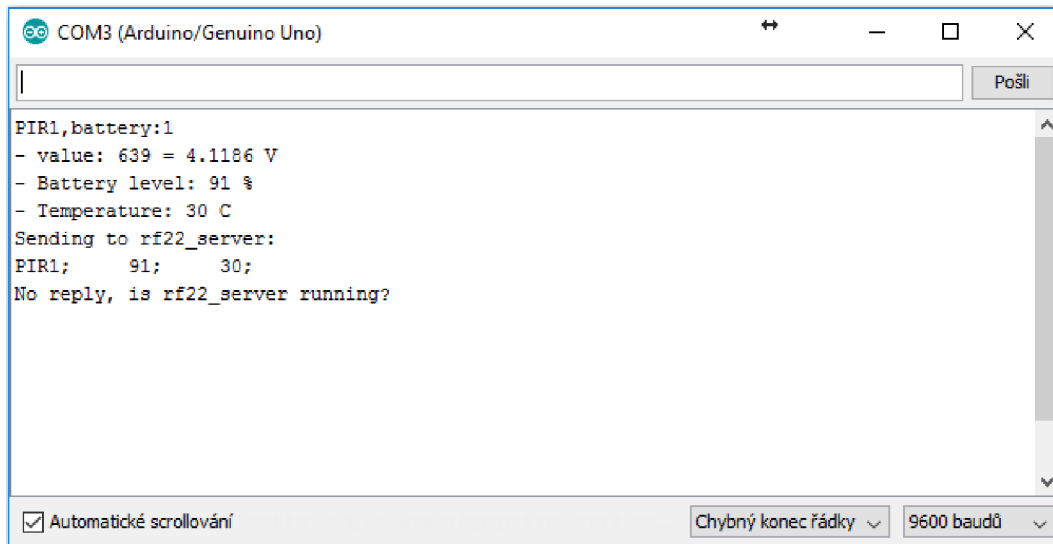 COM3 (Arduino/Genuino Uno)
Pošli
PIR1,battery:1
- value: 639 = 4.1186 V
- Battery level: 91 %
- Temperature: 30 C
Sending to rf22_server:
PIR1;     91;     30;
No reply, is rf22_server running?
Automatické scrollování
Chybný konec řádky
9600 baudů